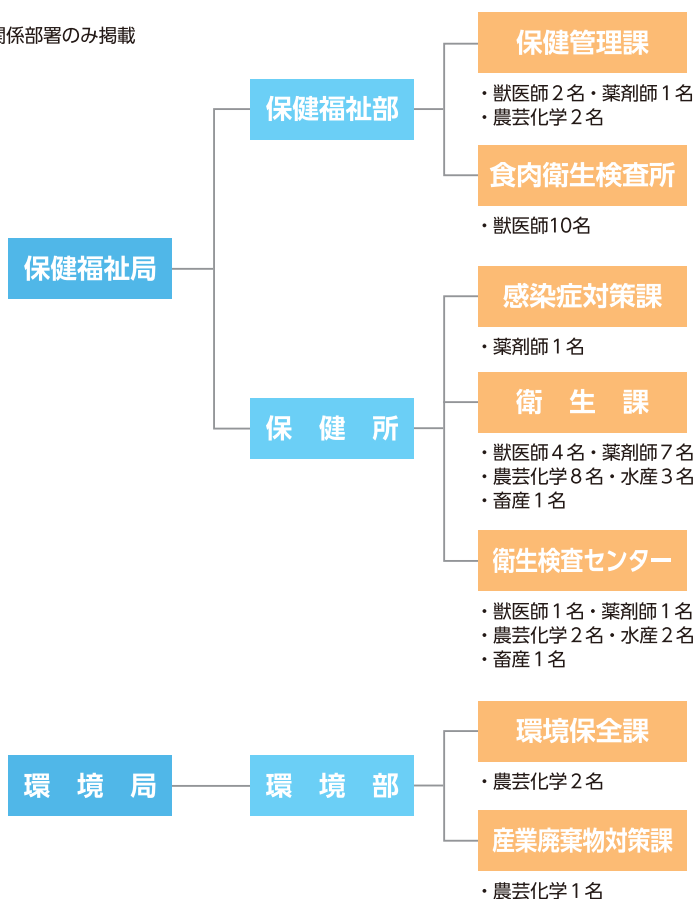 関係部署のみ掲載
保健管理課
・獣医師２名・薬剤師１名
・農芸化学２名
保健福祉部
食肉衛生検査所
・獣医師10名
保健福祉局
感染症対策課
・薬剤師１名
保　健　所
衛　生　課
・獣医師４名・薬剤師７名
・農芸化学８名・水産３名
・畜産１名
衛生検査センター
・獣医師１名・薬剤師１名
・農芸化学２名・水産２名
・畜産１名
環境保全課
・農芸化学２名
環　境　局
環　境　部
産業廃棄物対策課
・農芸化学１名